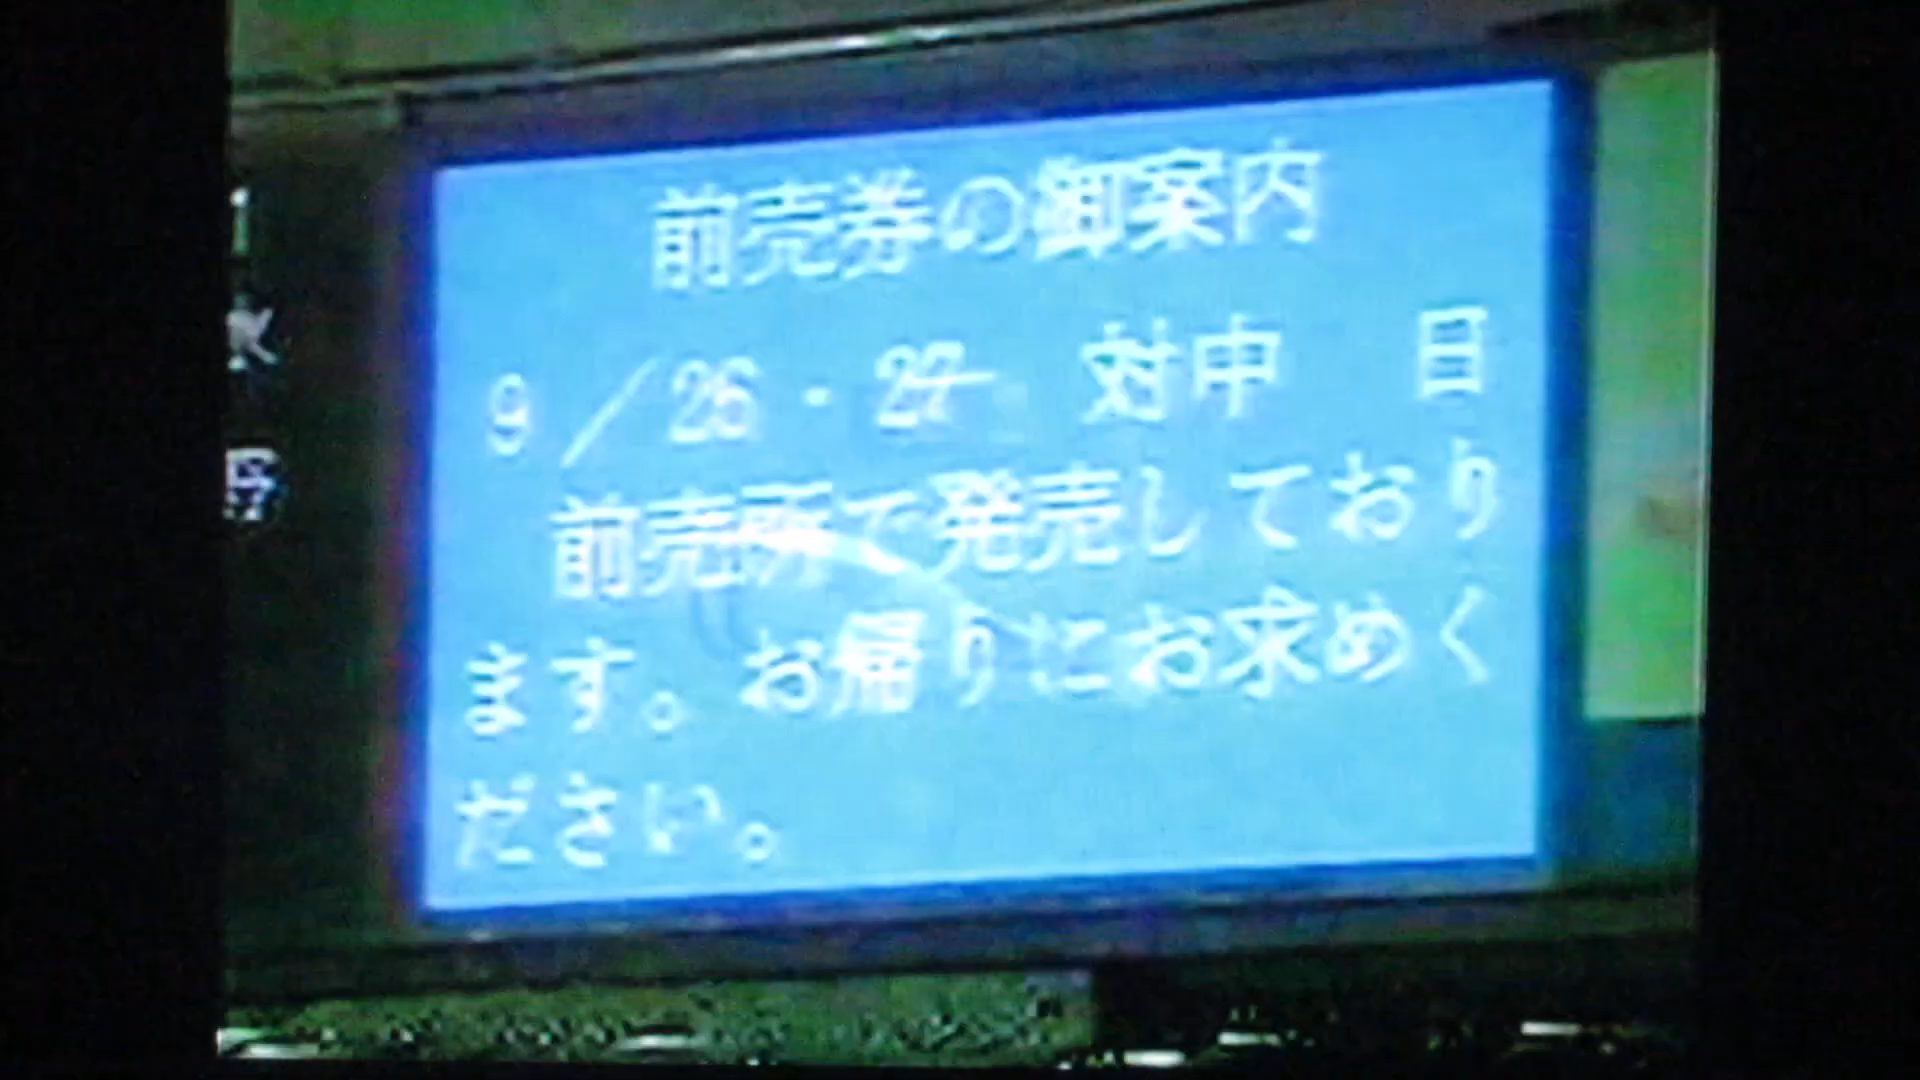 前売券の御案内
9／26・27 対中 日
前売所で発売しており
ます。お帰りにお求めく
ださい。